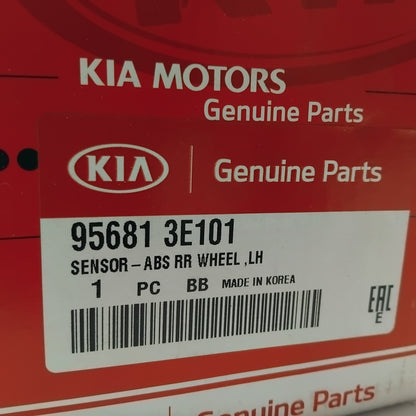 KIA MOTORS
Genuine Parts
KIA Genuine Parts
95681 3E101
SENSOR-ABS RR WHEEL ,LH
1 PC BB MADE IN KOREA
EAC
E
Genuine Parts